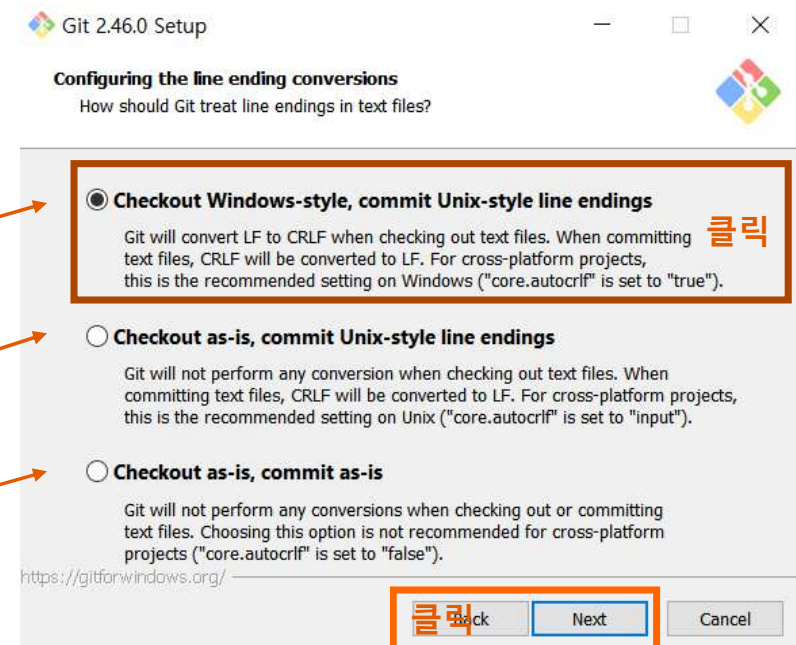 Git 2.46.0 Setup
Configuring the line ending conversions
How should Git treat line endings in text files?
Checkout Windows-style, commit Unix-style line endings
Git will convert LF to CRLF when checking out text files. When committing
text files, CRLF will be converted to LF. For cross-platform projects,
this is the recommended setting on Windows ("core.autocrlf" is set to "true").
클릭
Checkout as-is, commit Unix-style line endings
Git will not perform any conversion when checking out text files. When
committing text files, CRLF will be converted to LF. For cross-platform projects,
this is the recommended setting on Unix ("core.autocrlf" is set to "input").
Checkout as-is, commit as-is
Git will not perform any conversions when checking out or committing
text files. Choosing this option is not recommended for cross-platform
projects ("core.autocrlf" is set to "false").
https://gitforwindows.org/
클릭
Back Next Cancel